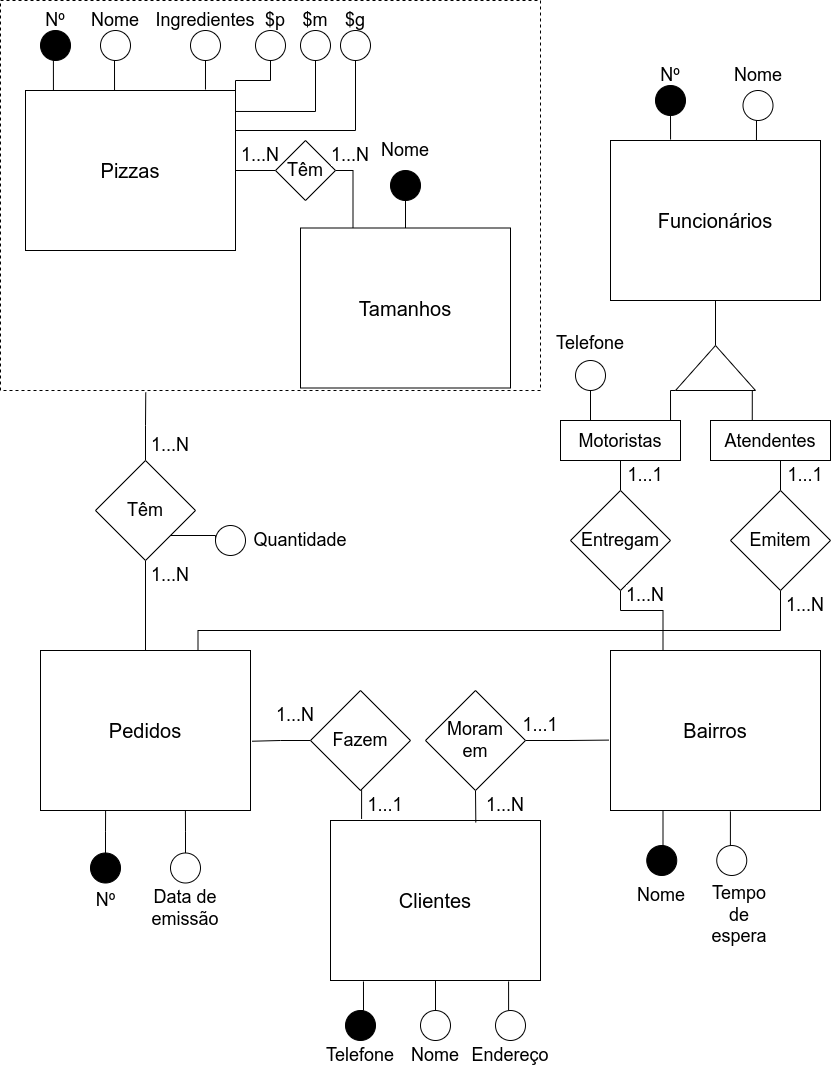 Nº
Nome
Ingredientes
$p
$m
$g
Pizzas
1...N
Têm
1...N
Nome
Tamanhos
Nº
Nome
Funcionários
Telefone
Motoristas
Atendentes
1...N
Têm
Quantidade
1...N
1...1
1...1
Entregam
Emitem
1...N
1...N
Pedidos
1...N
Fazem
1...1
Moram
em
1...1
1...N
Bairros
Nº
Data de
emissão
Clientes
Nome
Tempo
de
espera
Telefone
Nome
Endereço